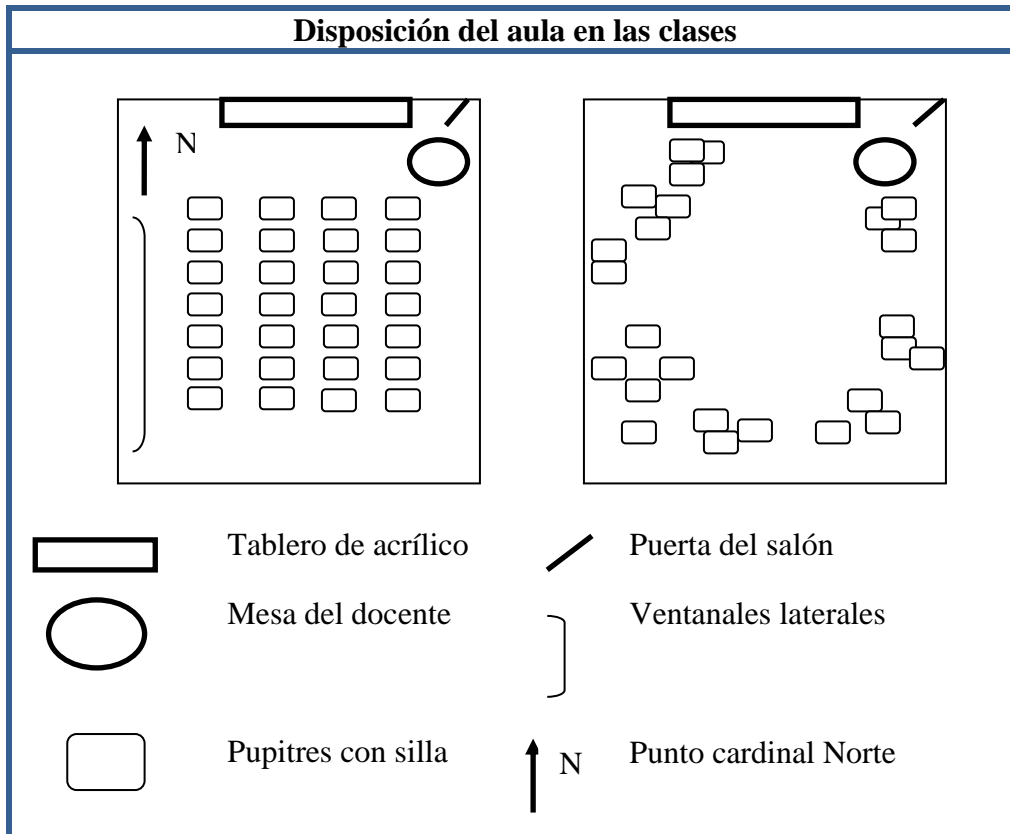 Disposición del aula en las clases
N
Tablero de acrílico
Puerta del salón
Mesa del docente
Ventanales laterales
Pupitres con silla
N
Punto cardinal Norte